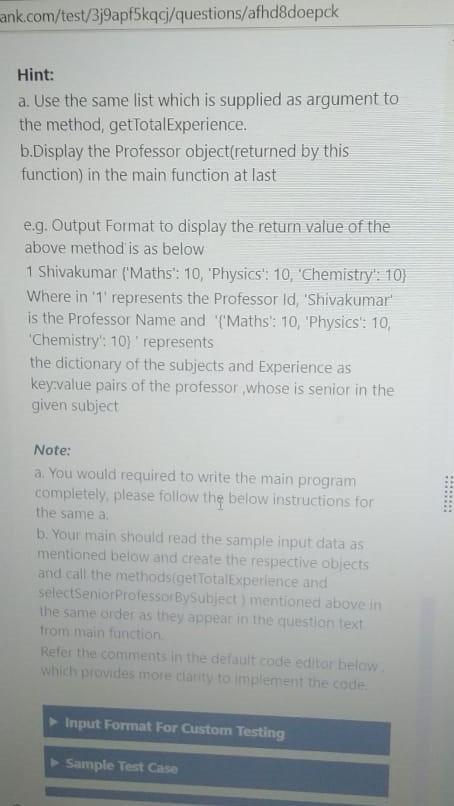 ank.com/test/3j9apf5kqcj/questions/afhd8doepck
Hint:
a. Use the same list which is supplied as argument to
the method, getTotalExperience.
b.Display the Professor object(returned by this
function) in the main function at last
e.g. Output Format to display the return value of the
above method is as below
1 Shivakumar {'Maths': 10, 'Physics': 10, 'Chemistry': 10}
Where in '1' represents the Professor Id, 'Shivakumar'
is the Professor Name and '{'Maths': 10, 'Physics': 10,
'Chemistry': 10} ' represents
the dictionary of the subjects and Experience as
key:value pairs of the professor ,whose is senior in the
given subject
Note:
a. You would required to write the main program
completely, please follow the below instructions for
the same a.
b. Your main should read the sample input data as
mentioned below and create the respective objects
and call the methods(getTotalExperience and
selectSeniorProfessorBySubject ) mentioned above in
the same order as they appear in the question text
from main function.
Refer the comments in the default code editor below ,
which provides more clarity to implement the code.
Input Format For Custom Testing
Sample Test Case